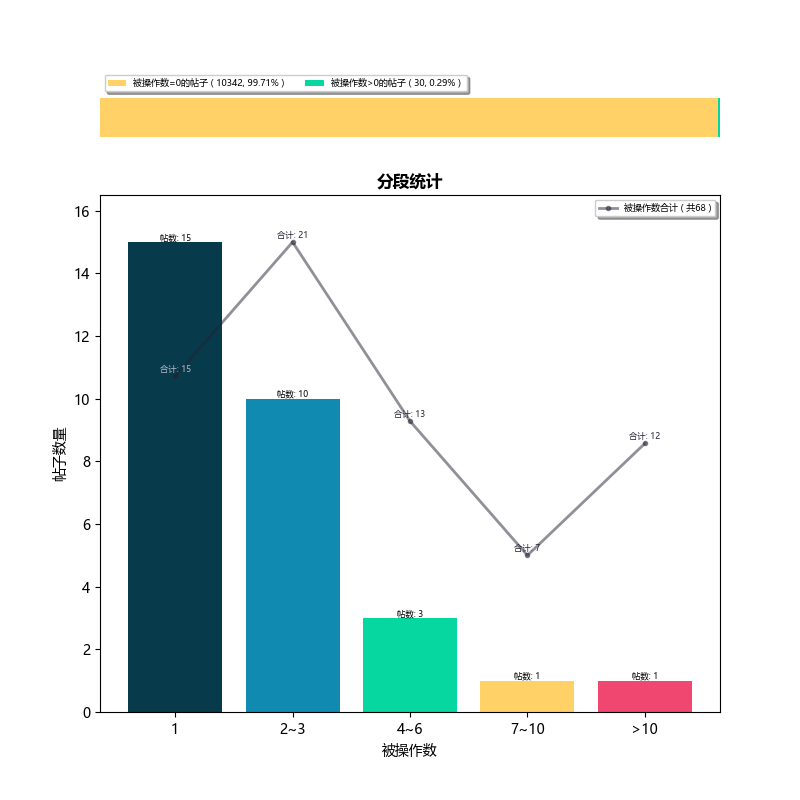 被操作数=0的帖子 ( 10342, 99.71% ) 被操作数>0的帖子 ( 30, 0.29% )
分段统计
被操作数合计 ( 共68 )
16
14
12
10
8
6
4
2
0
帖子数量
帖数: 15
合计: 21
合计: 15
帖数: 10
合计: 13
合计: 12
合计: 7
帖数: 3
帖数: 1
帖数: 1
1 2~3 4~6 7~10 >10
被操作数